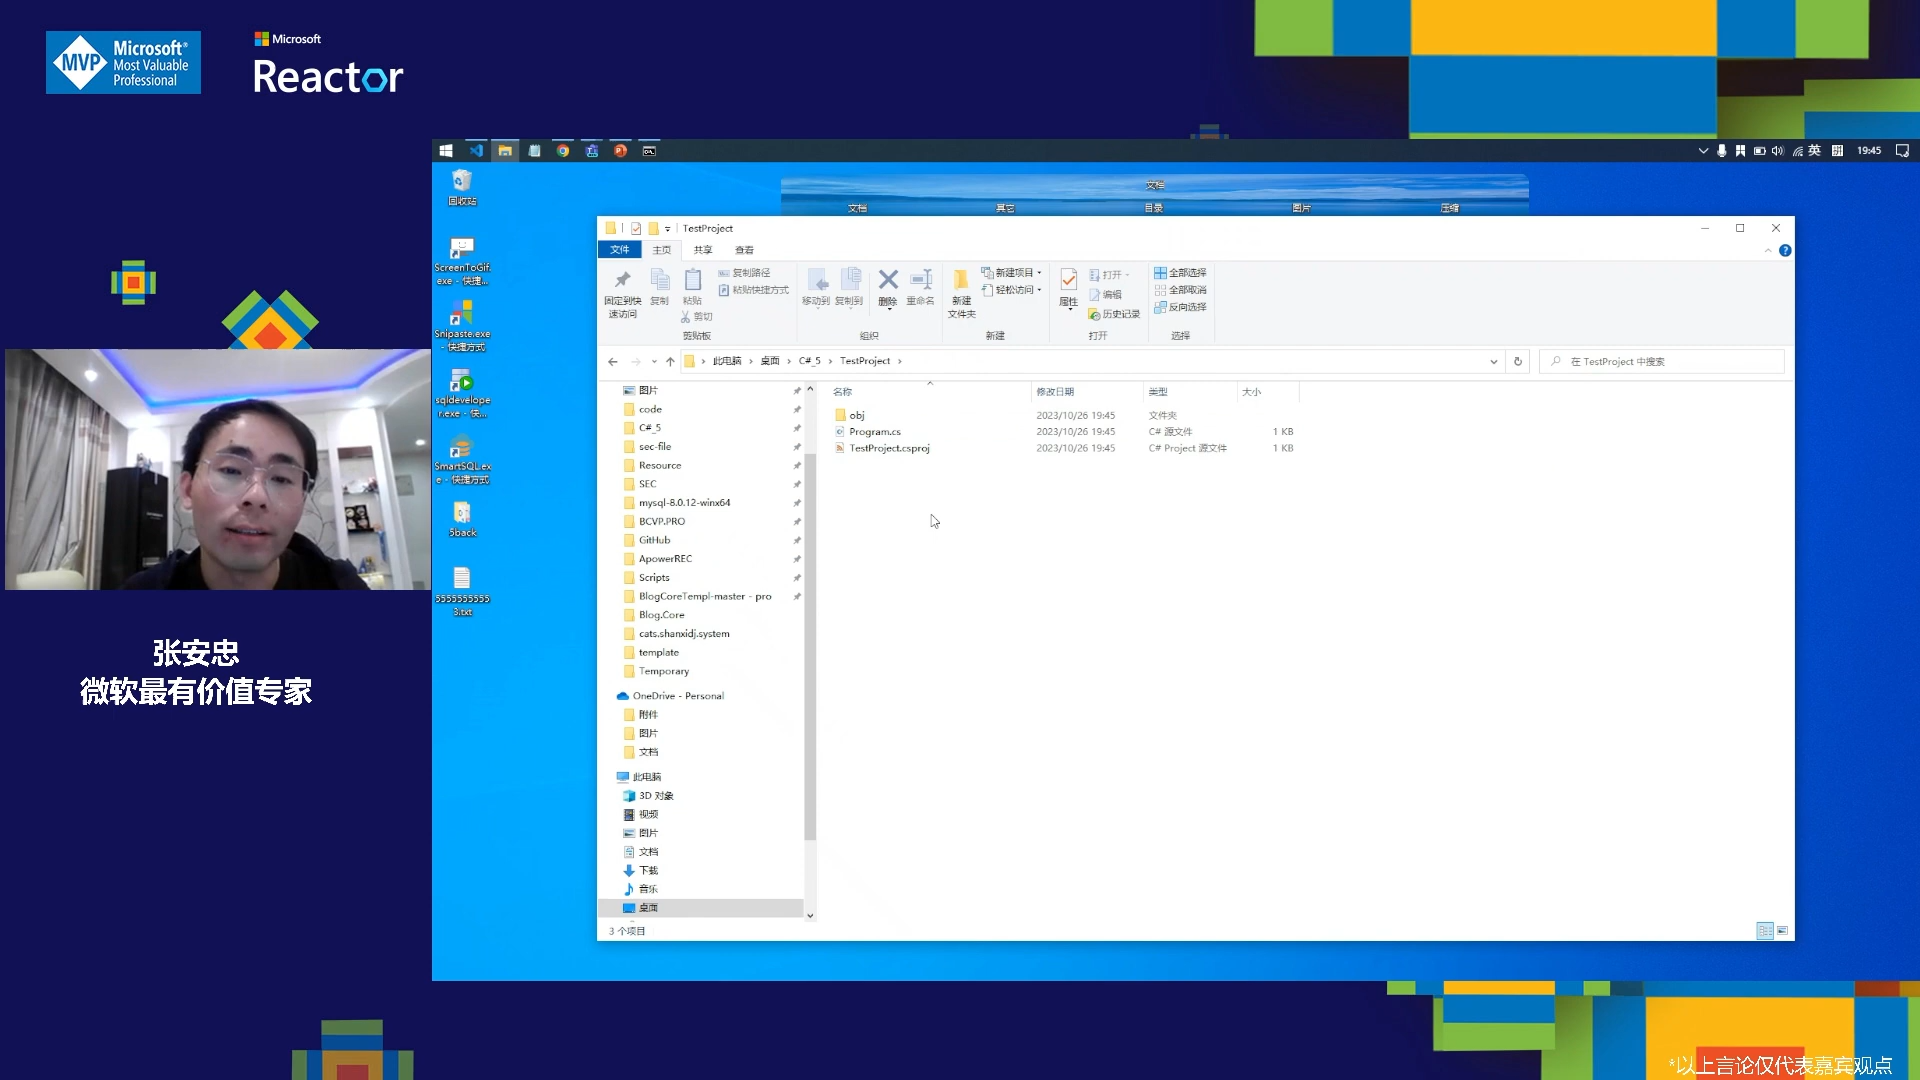 MVP
Microsoft®
Most Valuable
Professional
Microsoft
Reactor
英
19:45
回收站
ScreenToGif.
exe - 快捷...
Snipaste.exe
- 快捷方式
sqldevelope
r.exe - 快...
SmartSQL.ex
e - 快捷方式
5back
5555555555
3.txt
文档
文档
其它
目录
图片
压缩
TestProject
文件
主页
共享
查看
固定到快
速访问
复制
粘贴
复制路径
粘贴快捷方式
剪切
剪贴板
移动到
复制到
删除
重命名
组织
新建
文件夹
新建项目
轻松访问
新建
属性
打开
编辑
历史记录
打开
全部选择
全部取消
反向选择
选择
此电脑 › 桌面 › C#_5 › TestProject ›
在 TestProject 中搜索
图片
code
C#_5
sec-file
Resource
SEC
mysql-8.0.12-winx64
BCVP.PRO
GitHub
ApowerREC
Scripts
BlogCoreTempl-master - pro
Blog.Core
cats.shanxidj.system
template
Temporary
OneDrive - Personal
附件
图片
文档
此电脑
3D 对象
视频
图片
文档
下载
音乐
桌面
名称 修改日期 类型 大小
obj 2023/10/26 19:45 文件夹
Program.cs 2023/10/26 19:45 C# 源文件 1 KB
TestProject.csproj 2023/10/26 19:45 C# Project 源文件 1 KB
3 个项目
张安忠
微软最有价值专家
*以上言论仅代表嘉宾观点